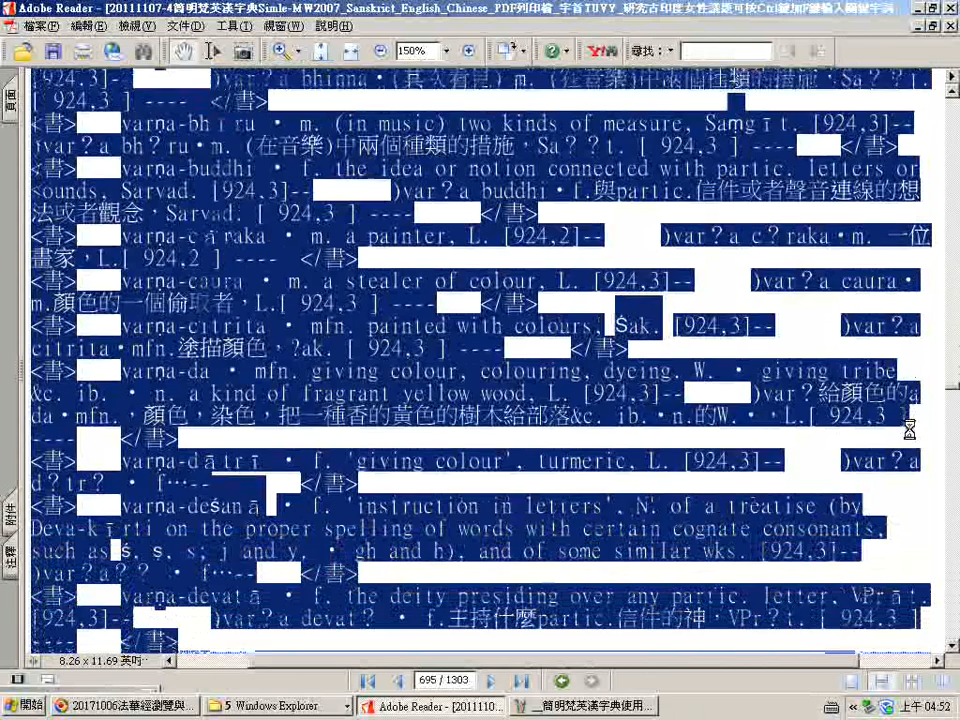 Adobe Reader - [20111107-4簡明梵英漢字典Simle-MW2007_Sanskrit_English_Chinese_PDF列印檔_字首TUVY_研究古印度女性議題可按Ctrl鍵加F鍵輸入關鍵字詞
檔案(F) 編輯(E) 檢視(V) 文件(D) 工具(T) 視窗(W) 說明(H)
150% 尋找：
[924,3]-- )var?a bhinna•(其次看見) m. (在音樂)中兩個種類的措施，Sa??t.
[ 924,3 ] ---- </書>
<書> varṇa-bhīru • m. (in music) two kinds of measure, Saṃgīt. [924,3]--
)var?a bh?ru•m. (在音樂)中兩個種類的措施，Sa??t. [ 924,3 ] ---- </書>
<書> varṇa-buddhi • f. the idea or notion connected with partic. letters or
sounds, Sarvad. [924,3]-- )var?a buddhi•f.與partic.信件或者聲音連線的想
法或者觀念，Sarvad. [ 924,3 ] ---- </書>
<書> varṇa-cāraka • m. a painter, L. [924,2]-- )var?a c?raka•m. 一位
畫家，L.[ 924,2 ] ---- </書>
<書> varṇa-caura • m. a stealer of colour, L. [924,3]-- )var?a caura•
m.顏色的一個偷取者，L.[ 924,3 ] ---- </書>
<書> varṇa-citrita • mfn. painted with colours, Śak. [924,3]-- )var?a
citrita•mfn.塗描顏色，?ak. [ 924,3 ] ---- </書>
<書> varṇa-da • mfn. giving colour, colouring, dyeing. W. • giving tribe
&c. ib. • n. a kind of fragrant yellow wood, L. [924,3]-- )var?給顏色的a
da•mfn.，顏色，染色，把一種香的黃色的樹木給部落&c. ib.•n.的W.•，L.[ 924,3 ]
---- </書>
<書> varṇa-dātrī • f. 'giving colour', turmeric, L. [924,3]-- )var?a
d?tr? • f…-- </書>
<書> varṇa-deśanā • f. 'instruction in letters', N. of a treatise (by
Deva-kīrti on the proper spelling of words with certain cognate consonants,
such as ś, ṣ, s; j and y, • gh and h), and of some similar wks. [924,3]--
)var?a?? • f…-- </書>
<書> varṇa-devatā • f. the deity presiding over any partic. letter, VPrāt.
[924,3]-- )var?a devat? • f.主持什麼partic.信件的神，VPr?t.[ 924,3 ]
---- </書>
頁面
附件
注釋
8.26 x 11.69 英吋
695 / 1303
開始 20171006法華經瀏覽與... 5 Windows Explorer Adobe Reader - [201110... __簡明梵英漢字典使用... 上午 04:52